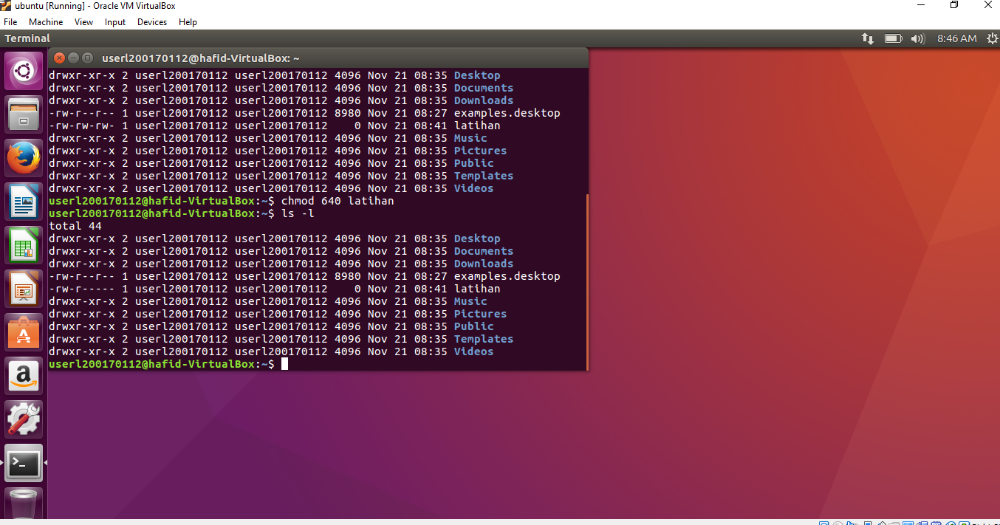 ubuntu [Running] - Oracle VM VirtualBox
File Machine View Input Devices Help
Terminal 8:46 AM
userl200170112@hafid-VirtualBox: ~
drwxr-xr-x 2 userl200170112 userl200170112 4096 Nov 21 08:35 Desktop
drwxr-xr-x 2 userl200170112 userl200170112 4096 Nov 21 08:35 Documents
drwxr-xr-x 2 userl200170112 userl200170112 4096 Nov 21 08:35 Downloads
-rw-r--r-- 1 userl200170112 userl200170112 8980 Nov 21 08:27 examples.desktop
-rw-rw-rw- 1 userl200170112 userl200170112    0 Nov 21 08:41 latihan
drwxr-xr-x 2 userl200170112 userl200170112 4096 Nov 21 08:35 Music
drwxr-xr-x 2 userl200170112 userl200170112 4096 Nov 21 08:35 Pictures
drwxr-xr-x 2 userl200170112 userl200170112 4096 Nov 21 08:35 Public
drwxr-xr-x 2 userl200170112 userl200170112 4096 Nov 21 08:35 Templates
drwxr-xr-x 2 userl200170112 userl200170112 4096 Nov 21 08:35 Videos
userl200170112@hafid-VirtualBox:~$ chmod 640 latihan
userl200170112@hafid-VirtualBox:~$ ls -l
total 44
drwxr-xr-x 2 userl200170112 userl200170112 4096 Nov 21 08:35 Desktop
drwxr-xr-x 2 userl200170112 userl200170112 4096 Nov 21 08:35 Documents
drwxr-xr-x 2 userl200170112 userl200170112 4096 Nov 21 08:35 Downloads
-rw-r--r-- 1 userl200170112 userl200170112 8980 Nov 21 08:27 examples.desktop
-rw-r----- 1 userl200170112 userl200170112    0 Nov 21 08:41 latihan
drwxr-xr-x 2 userl200170112 userl200170112 4096 Nov 21 08:35 Music
drwxr-xr-x 2 userl200170112 userl200170112 4096 Nov 21 08:35 Pictures
drwxr-xr-x 2 userl200170112 userl200170112 4096 Nov 21 08:35 Public
drwxr-xr-x 2 userl200170112 userl200170112 4096 Nov 21 08:35 Templates
drwxr-xr-x 2 userl200170112 userl200170112 4096 Nov 21 08:35 Videos
userl200170112@hafid-VirtualBox:~$